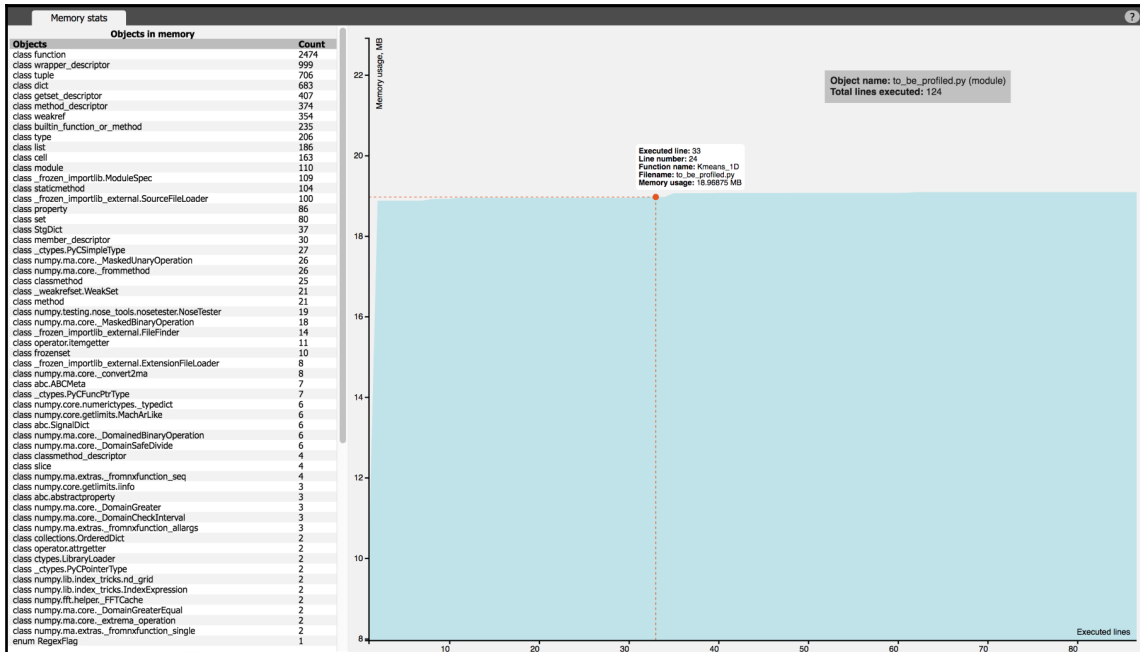 Memory stats
?
Objects in memory
Objects Count
class function 2474
class wrapper_descriptor 999
class tuple 706
class dict 683
class getset_descriptor 407
class method_descriptor 374
class weakref 354
class builtin_function_or_method 235
class type 206
class list 186
class cell 163
class module 110
class _frozen_importlib.ModuleSpec 109
class staticmethod 104
class _frozen_importlib_external.SourceFileLoader 100
class property 86
class set 80
class StgDict 37
class member_descriptor 30
class _ctypes.PyCSimpleType 27
class numpy.ma.core._MaskedUnaryOperation 26
class numpy.ma.core._frommethod 26
class classmethod 25
class _weakrefset.WeakSet 21
class method 21
class numpy.testing.nose_tools.nosetester.NoseTester 19
class numpy.ma.core._MaskedBinaryOperation 18
class _frozen_importlib_external.FileFinder 14
class operator.itemgetter 11
class frozenset 10
class _frozen_importlib_external.ExtensionFileLoader 8
class numpy.ma.core._convert2ma 8
class abc.ABCMeta 7
class _ctypes.PyCFuncPtrType 7
class numpy.core.numerictypes._typedict 6
class numpy.core.getlimits.MachArLike 6
class abc.SignalDict 6
class numpy.ma.core._DomainedBinaryOperation 6
class numpy.ma.core._DomainSafeDivide 6
class classmethod_descriptor 4
class slice 4
class numpy.ma.extras._fromnxfunction_seq 4
class numpy.core.getlimits.iinfo 3
class abc.abstractproperty 3
class numpy.ma.core._DomainGreater 3
class numpy.ma.core._DomainCheckInterval 3
class numpy.ma.extras._fromnxfunction_allargs 3
class collections.OrderedDict 2
class operator.attrgetter 2
class ctypes.LibraryLoader 2
class _ctypes.PyCPointerType 2
class numpy.lib.index_tricks.nd_grid 2
class numpy.lib.index_tricks.IndexExpression 2
class numpy.fft.helper._FFTCache 2
class numpy.ma.core._DomainGreaterEqual 2
class numpy.ma.core._extrema_operation 2
class numpy.ma.extras._fromnxfunction_single 2
enum RegexFlag 1
Memory usage, MB
22
20
18
16
14
12
10
8
Object name: to_be_profiled.py (module)
Total lines executed: 124
Executed line: 33
Line number: 24
Function name: Kmeans_1D
Filename: to_be_profiled.py
Memory usage: 18.96875 MB
Executed lines
10 20 30 40 50 60 70 80